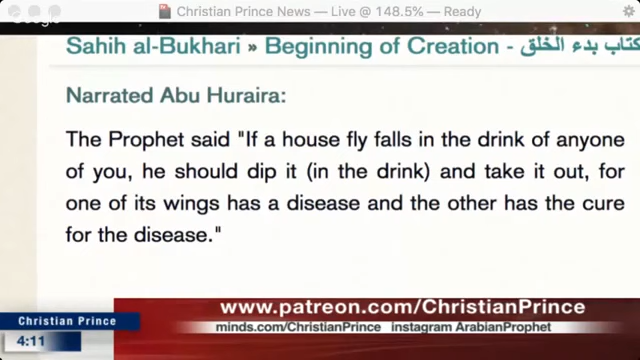 Christian Prince News — Live @ 148.5% — Ready
Sahih al-Bukhari » Beginning of Creation - كتاب بدء الخلق
Narrated Abu Huraira:
The Prophet said "If a house fly falls in the drink of anyone
of you, he should dip it (in the drink) and take it out, for
one of its wings has a disease and the other has the cure
for the disease."
www.patreon.com/ChristianPrince
Christian Prince
minds.com/ChristianPrince instagram ArabianProphet
4:11